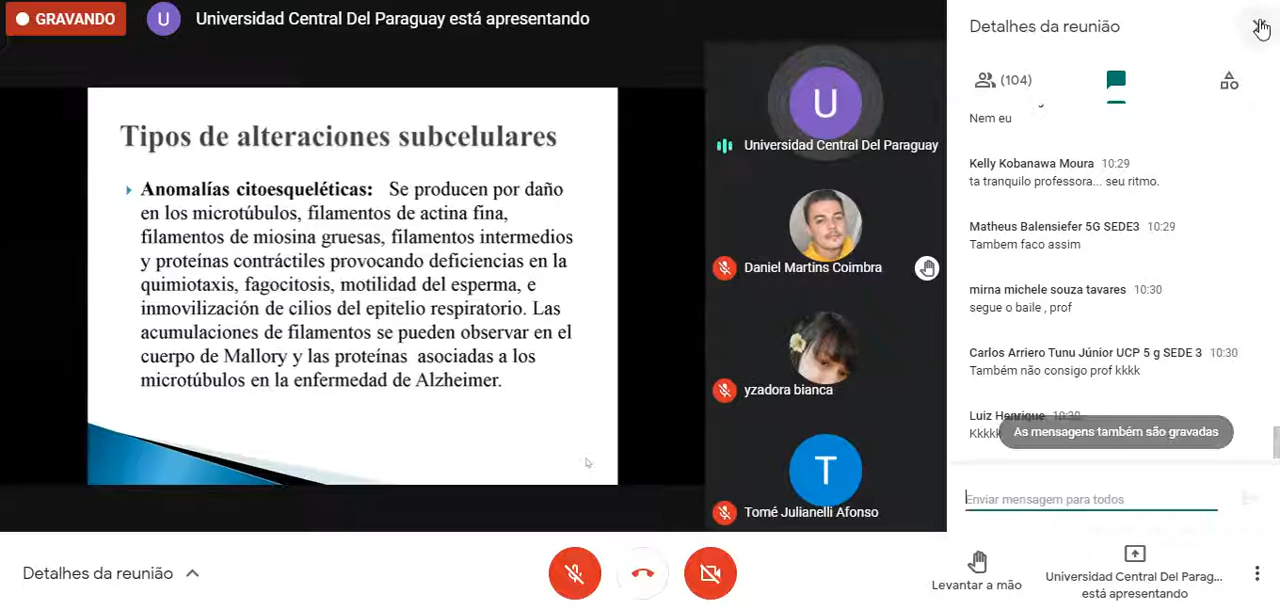 GRAVANDO
U
Universidad Central Del Paraguay está apresentando
Tipos de alteraciones subcelulares
Anomalías citoesqueléticas: Se producen por daño
en los microtúbulos, filamentos de actina fina,
filamentos de miosina gruesas, filamentos intermedios
y proteínas contráctiles provocando deficiencias en la
quimiotaxis, fagocitosis, motilidad del esperma, e
inmovilización de cilios del epitelio respiratorio. Las
acumulaciones de filamentos se pueden observar en el
cuerpo de Mallory y las proteínas asociadas a los
microtúbulos en la enfermedad de Alzheimer.
U
Universidad Central Del Paraguay
Daniel Martins Coimbra
yzadora bianca
T
Tomé Julianelli Afonso
Detalhes da reunião
(104)
Nem eu
Kelly Kobanawa Moura 10:29
ta tranquilo professora... seu ritmo.
Matheus Balensiefer 5G SEDE3 10:29
Tambem faco assim
mirna michele souza tavares 10:30
segue o baile , prof
Carlos Arriero Tunu Júnior UCP 5 g SEDE 3 10:30
Também não consigo prof kkkk
Luiz Henrique 10:30
As mensagens também são gravadas
Enviar mensagem para todos
Detalhes da reunião
Levantar a mão
Universidad Central Del Parag...
está apresentando